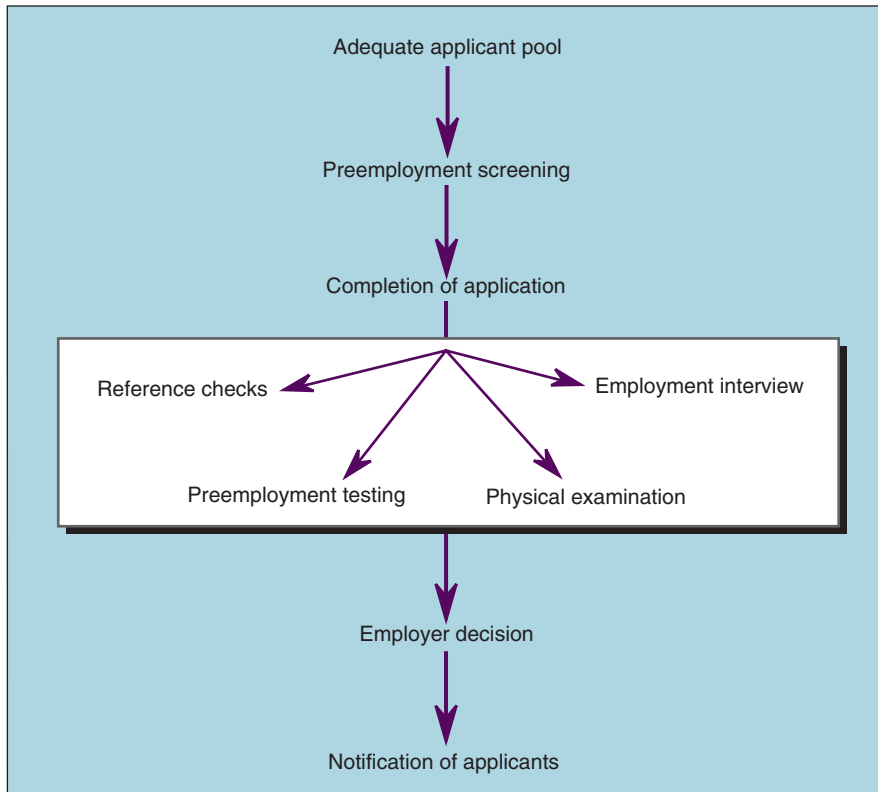 Adequate applicant pool
Preemployment screening
Completion of application
Reference checks
Employment interview
Preemployment testing
Physical examination
Employer decision
Notification of applicants